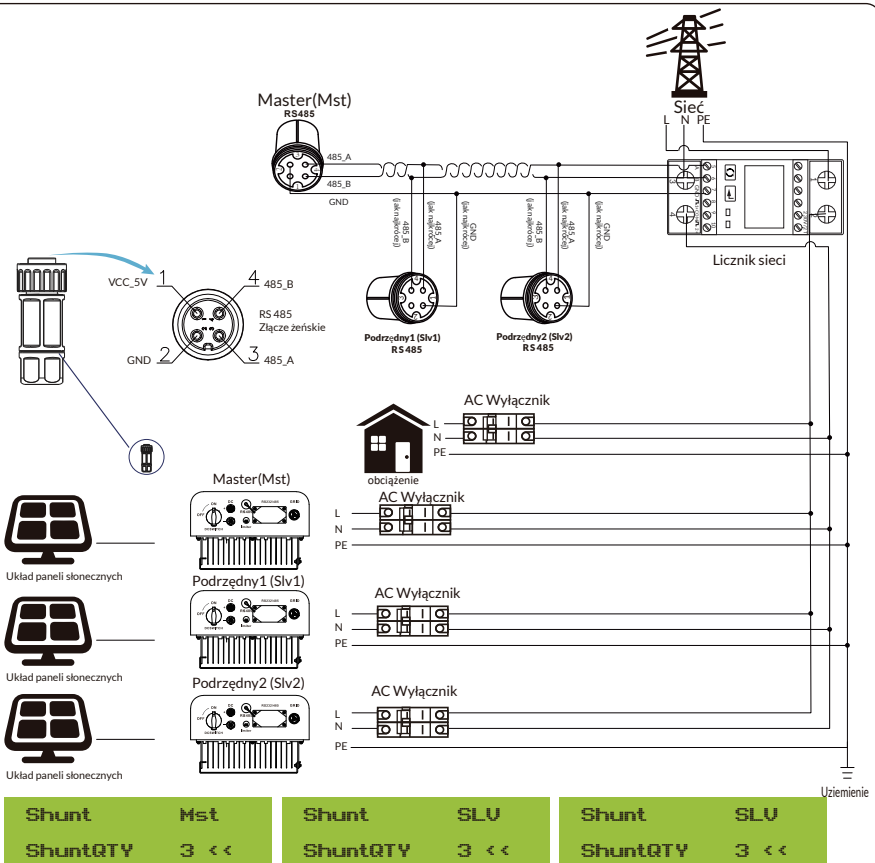 Sieć
L N PE
Master(Mst)
RS485
485_A
485_B
GND
485_B
(jak najkrócej)
485_A
(jak najkrócej)
GND
(jak najkrócej)
485_B
(jak najkrócej)
485_A
(jak najkrócej)
GND
(jak najkrócej)
Licznik sieci
VCC_5V 1
4 485_B
RS 485
Złącze żeńskie
GND 2
3 485_A
Podrzędny1 (Slv1)
RS 485
Podrzędny2 (Slv2)
RS 485
AC Wyłącznik
L
N
PE
obciążenie
Master(Mst)
AC Wyłącznik
L
N
PE
Układ paneli słonecznych
Podrzędny1 (Slv1)
AC Wyłącznik
L
N
PE
Układ paneli słonecznych
Podrzędny2 (Slv2)
AC Wyłącznik
L
N
PE
Układ paneli słonecznych
Uziemienie
Shunt Mst
ShuntQTY 3 <<
Shunt SLV
ShuntQTY 3 <<
Shunt SLV
ShuntQTY 3 <<